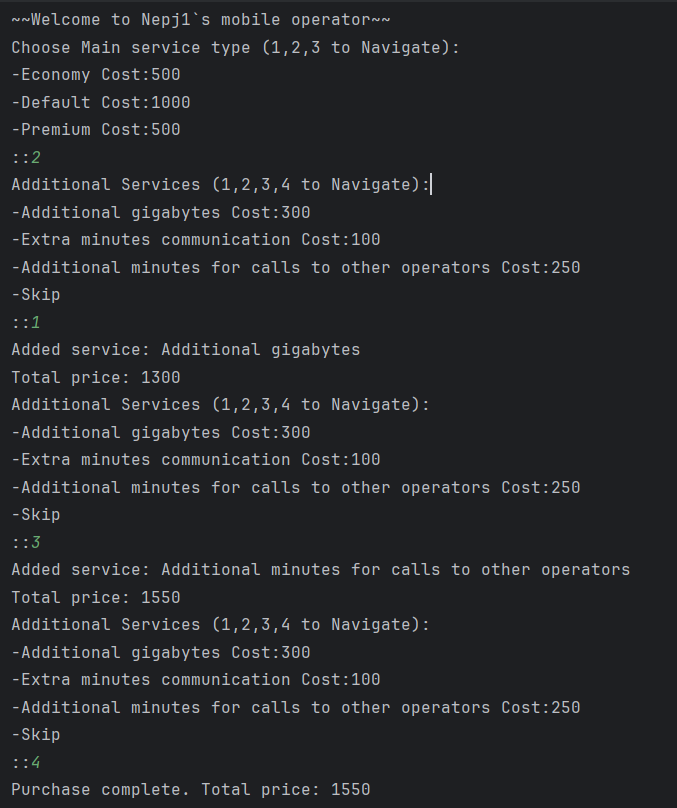 ~~Welcome to Nepj1`s mobile operator~~
Choose Main service type (1,2,3 to Navigate):
-Economy Cost:500
-Default Cost:1000
-Premium Cost:500
::2
Additional Services (1,2,3,4 to Navigate):
-Additional gigabytes Cost:300
-Extra minutes communication Cost:100
-Additional minutes for calls to other operators Cost:250
-Skip
::1
Added service: Additional gigabytes
Total price: 1300
Additional Services (1,2,3,4 to Navigate):
-Additional gigabytes Cost:300
-Extra minutes communication Cost:100
-Additional minutes for calls to other operators Cost:250
-Skip
::3
Added service: Additional minutes for calls to other operators
Total price: 1550
Additional Services (1,2,3,4 to Navigate):
-Additional gigabytes Cost:300
-Extra minutes communication Cost:100
-Additional minutes for calls to other operators Cost:250
-Skip
::4
Purchase complete. Total price: 1550